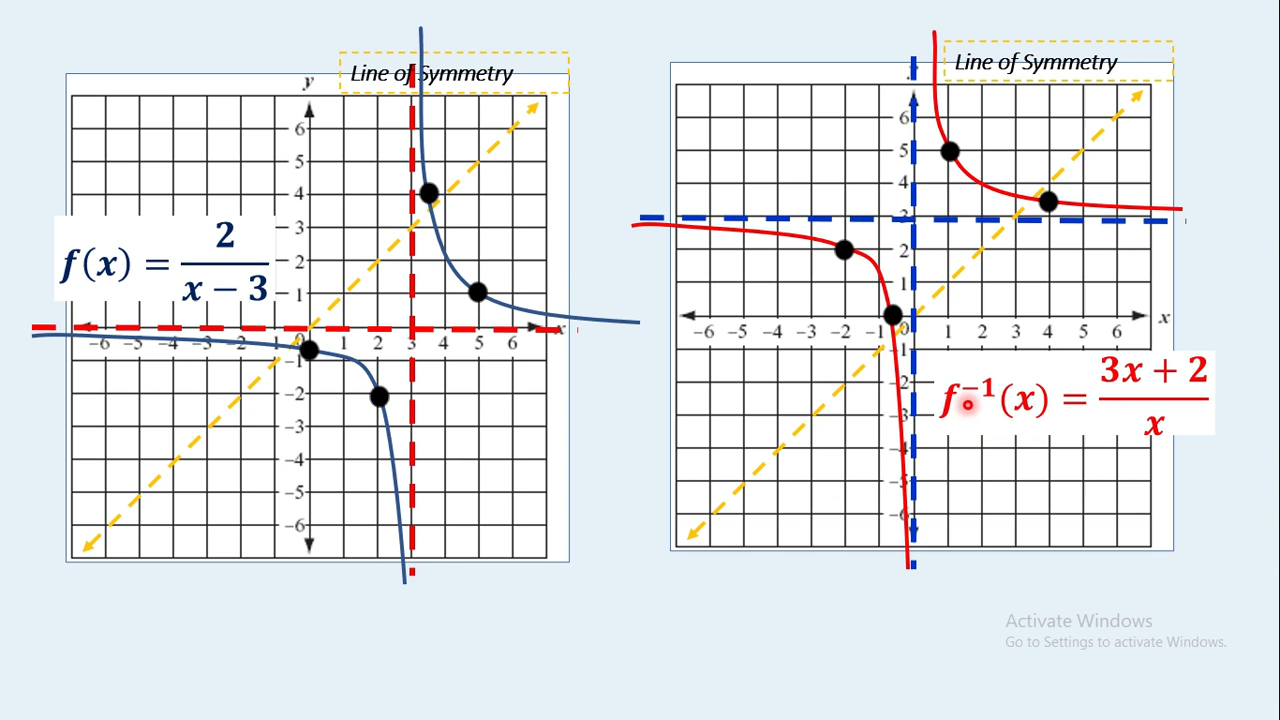 Line of Symmetry
y
6
5
4
3
2
1
f(x) = 2/(x − 3)
x
−6 −5 −4 −3 −2 −1 0 1 2 3 4 5 6
−1
−2
−3
−4
−5
−6
Line of Symmetry
y
6
5
4
3
2
1
x
−6 −5 −4 −3 −2 −1 0 1 2 3 4 5 6
−1
−2
−3
−4
−5
−6
f⁻¹(x) = (3x + 2)/x
Activate Windows
Go to Settings to activate Windows.